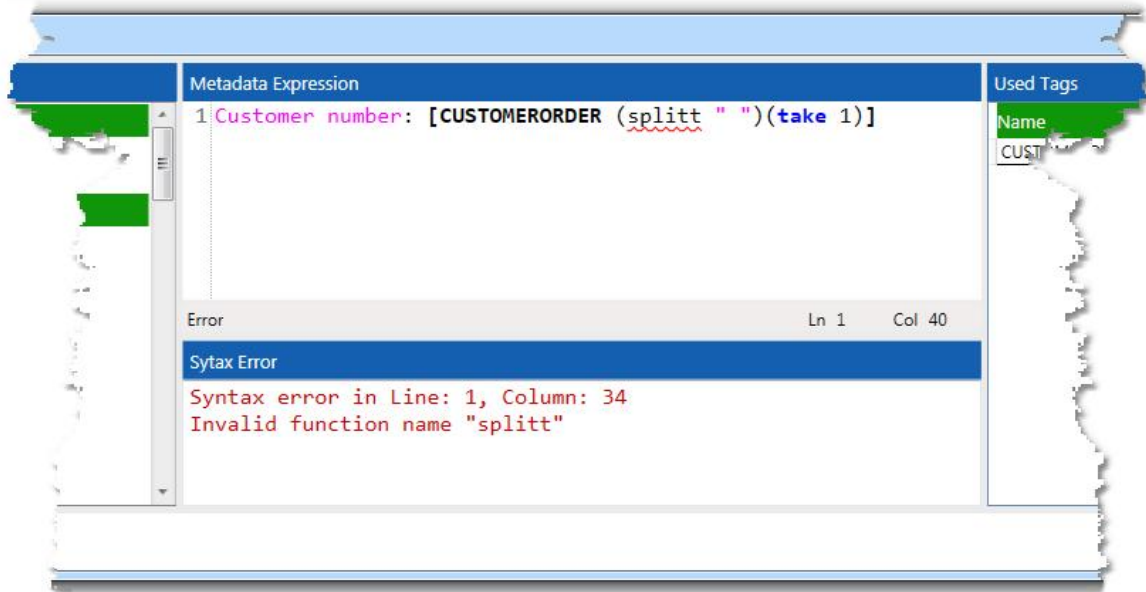 Metadata Expression
Used Tags
1 Customer number: [CUSTOMERORDER (splitt " ")(take 1)]
Name
Error
Ln 1 Col 40
Sytax Error
Syntax error in Line: 1, Column: 34
Invalid function name "splitt"